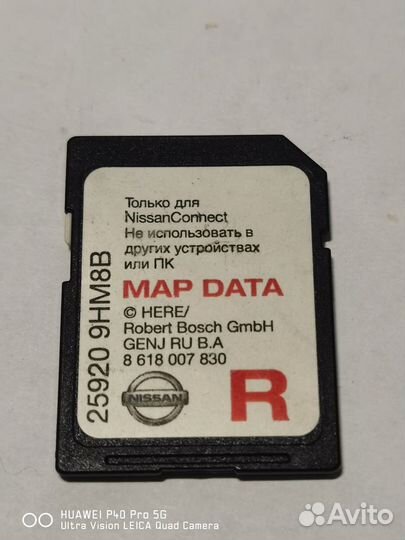 Только для
NissanConnect
Не использовать в
других устройствах
или ПК
MAP DATA
© HERE/
Robert Bosch GmbH
GENJ RU B.A
8 618 007 830
NISSAN
R
25920 9HM8B
HUAWEI P40 Pro 5G
Ultra Vision LEICA Quad Camera
Avito